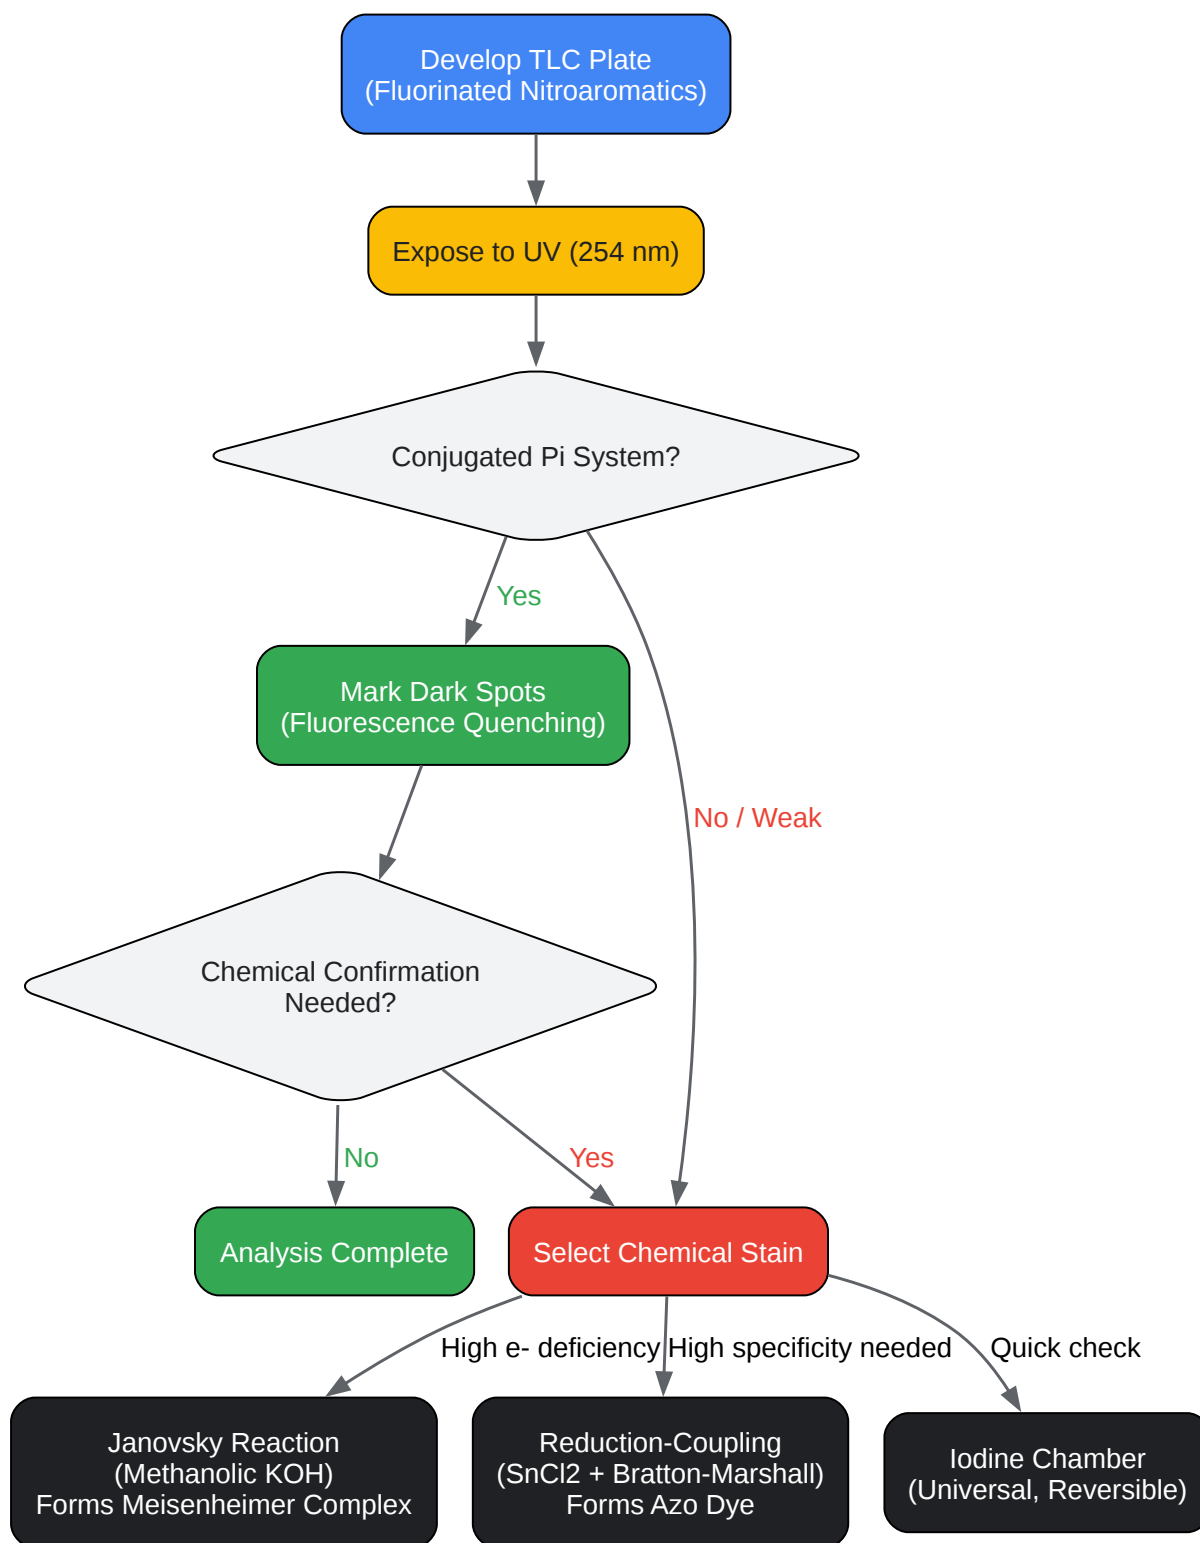 Develop TLC Plate
(Fluorinated Nitroaromatics)
Expose to UV (254 nm)
Conjugated Pi System?
Yes
Mark Dark Spots
(Fluorescence Quenching)
No / Weak
Chemical Confirmation
Needed?
No
Yes
Analysis Complete
Select Chemical Stain
High e- deficiency
High specificity needed
Quick check
Janovsky Reaction
(Methanolic KOH)
Forms Meisenheimer Complex
Reduction-Coupling
(SnCl2 + Bratton-Marshall)
Forms Azo Dye
Iodine Chamber
(Universal, Reversible)